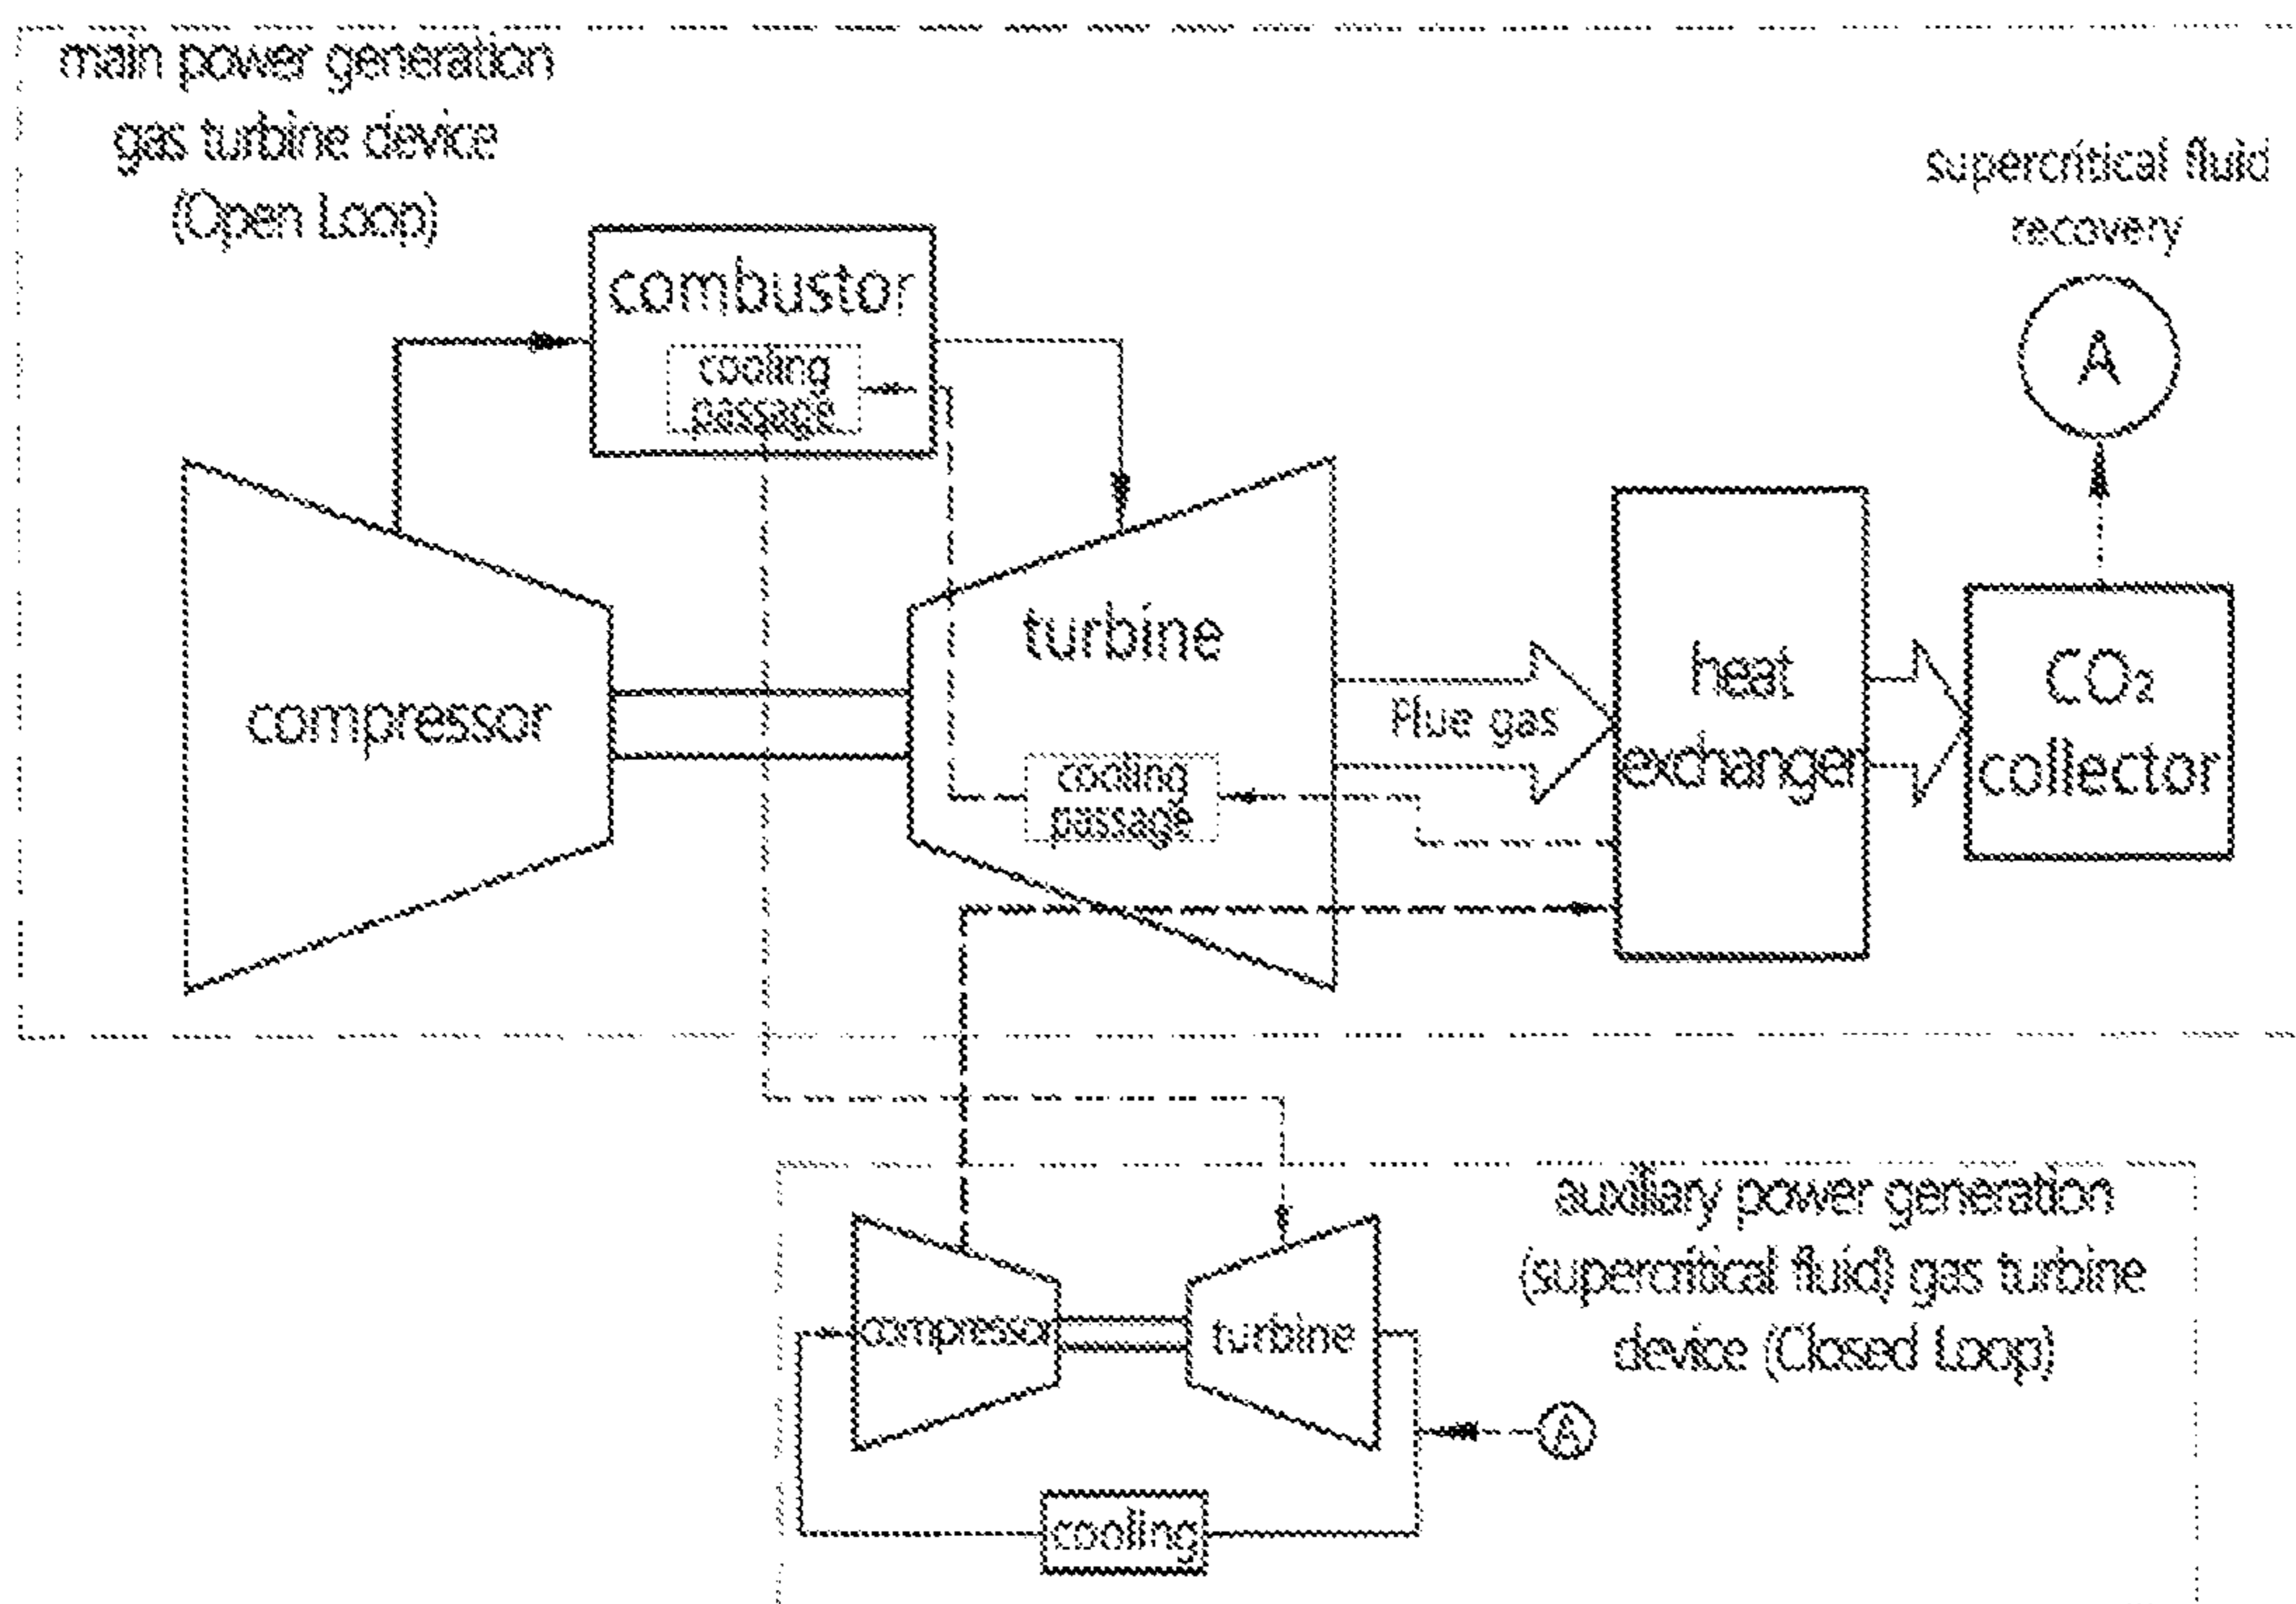 main power generation
gas turbine device
(Open Loop)
supercritical fluid
recovery
combustor
A
cooling
passage
turbine
compressor
Flue gas
heat
exchanger
CO₂
collector
cooling
passage
auxiliary power generation
(supercritical fluid) gas turbine
device (Closed Loop)
compressor
turbine
A
cooling